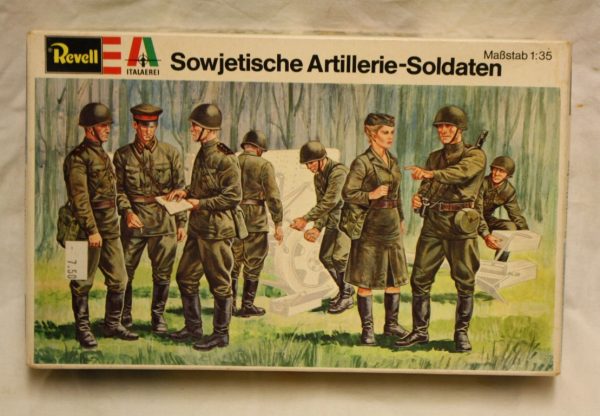 Revell
ITALAEREI
Sowjetische Artillerie-Soldaten
Maßstab 1:35
- 7.50